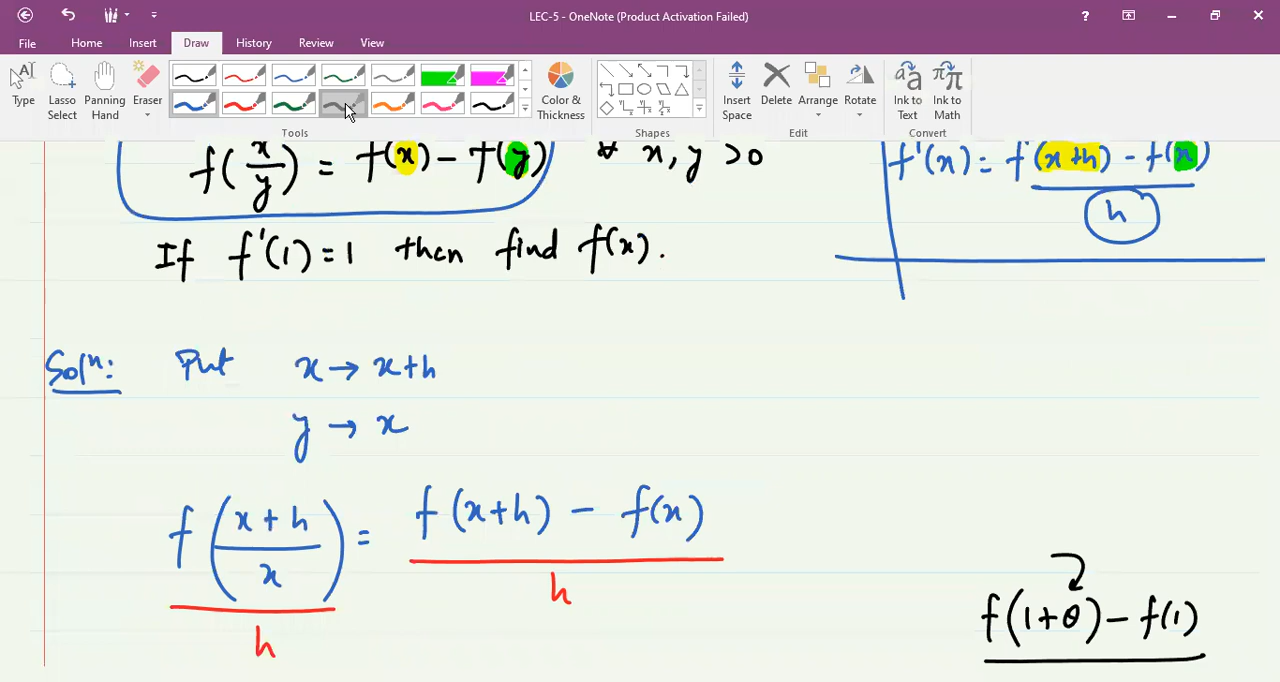 LEC-5 - OneNote (Product Activation Failed)
?
File Home Insert Draw History Review View
Type
Lasso Select
Panning Hand
Eraser
Color & Thickness
Insert Space
Delete
Arrange
Rotate
Ink to Text
Ink to Math
Tools
Shapes
Edit
Convert
f(x/y) = f(x) - f(y) ∀ x, y > 0
f'(x) = f(x+h) - f(x)
h
If f'(1) = 1 then find f(x).
Solⁿ: Put x → x+h
y → x
f((x+h)/x) = f(x+h) - f(x)
h
h
f(1+θ) - f(1)